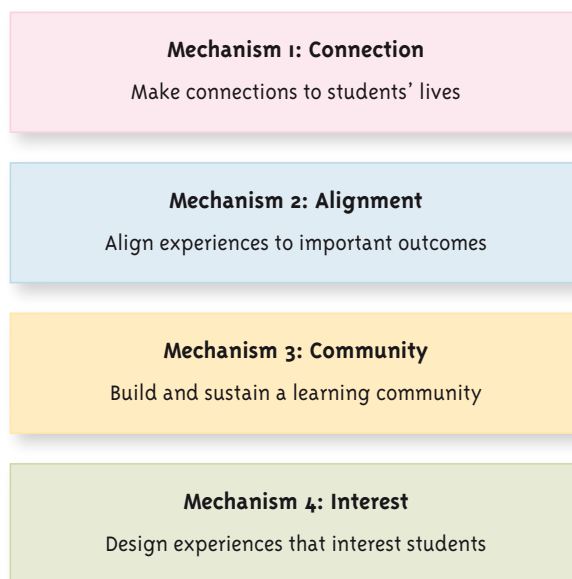 Mechanism 1: Connection
Make connections to students’ lives
Mechanism 2: Alignment
Align experiences to important outcomes
Mechanism 3: Community
Build and sustain a learning community
Mechanism 4: Interest
Design experiences that interest students